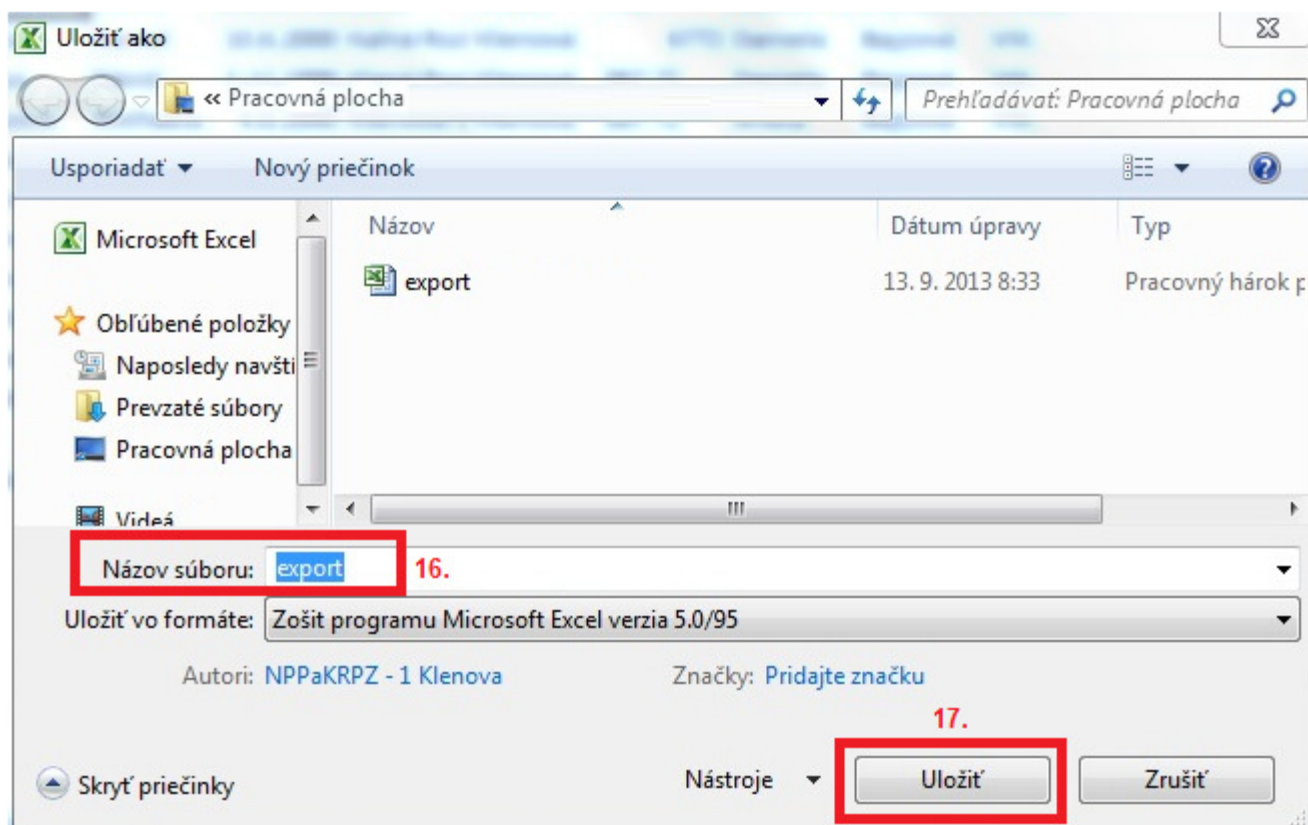 Uložiť ako
« Pracovná plocha
Prehľadávať: Pracovná plocha
Usporiadať
Nový priečinok
Microsoft Excel
Názov
Dátum úpravy
Typ
export
13. 9. 2013 8:33
Pracovný hárok p
Obľúbené položky
Naposledy navští
Prevzaté súbory
Pracovná plocha
Videá
Názov súboru: export
16.
Uložiť vo formáte: Zošit programu Microsoft Excel verzia 5.0/95
Autori: NPPaKRPZ - 1 Klenova
Značky: Pridajte značku
17.
Skryť priečinky
Nástroje
Uložiť
Zrušiť